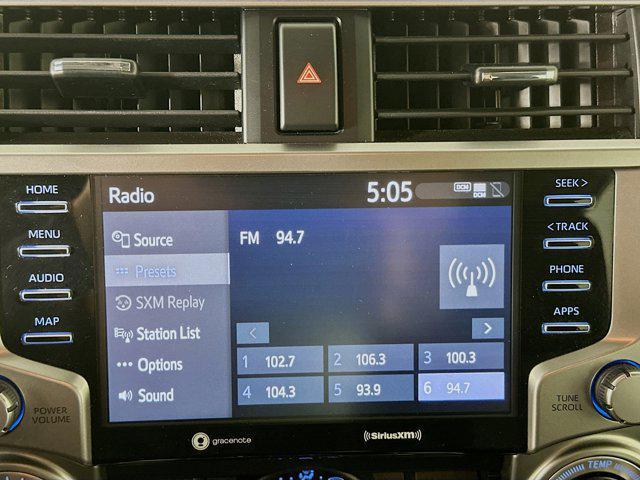 HOME
MENU
AUDIO
MAP
POWER
VOLUME
Radio
5:05
DCM
DCM
Source
Presets
SXM Replay
Station List
Options
Sound
FM 94.7
<
>
1 102.7
2 106.3
3 100.3
4 104.3
5 93.9
6 94.7
gracenote
((SiriusXM))
SEEK >
< TRACK
PHONE
APPS
TUNE
SCROLL
TEMP